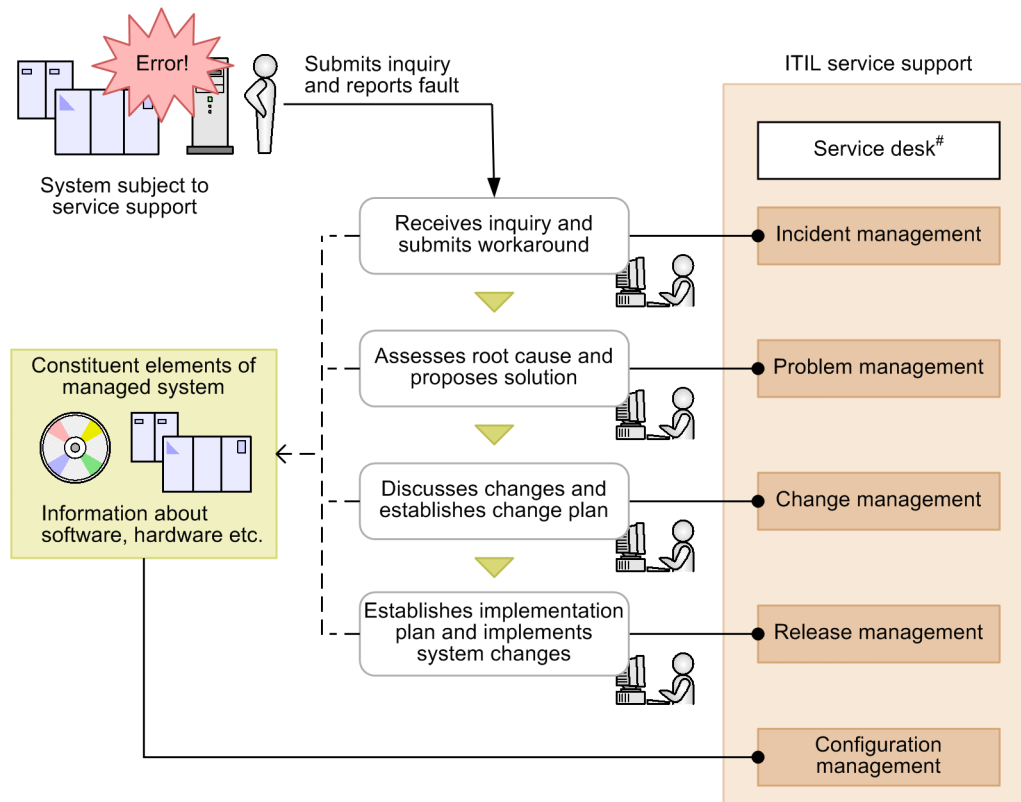 Error!
Submits inquiry
and reports fault
ITIL service support
System subject to
service support
Service desk#
Receives inquiry and
submits workaround
Incident management
Constituent elements of
managed system
Assesses root cause and
proposes solution
Problem management
Information about
software, hardware etc.
Discusses changes and
establishes change plan
Change management
Establishes implementation
plan and implements
system changes
Release management
Configuration
management